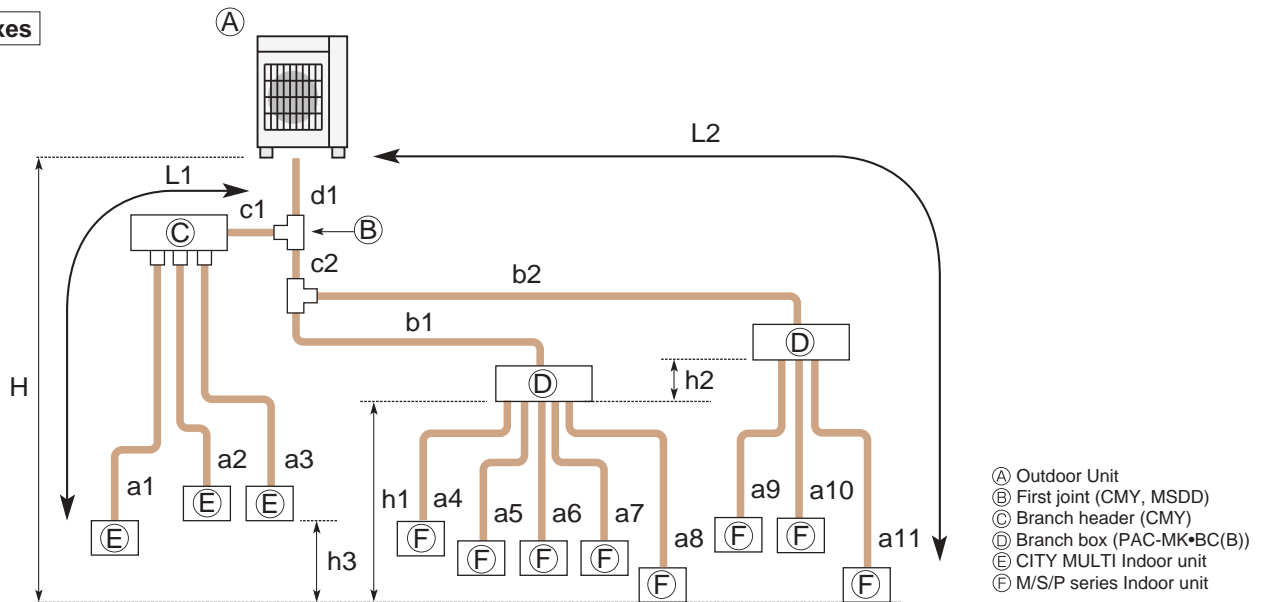 xes
A
L2
L1
d1
c1
B
C
c2
b2
b1
D
D
h2
H
a1
a2
a3
E
E
E
h3
h1
a4
a5
a6
a7
a8
F
F
F
F
F
a9
a10
a11
F
F
F
A Outdoor Unit
B First joint (CMY, MSDD)
C Branch header (CMY)
D Branch box (PAC-MK•BC(B))
E CITY MULTI Indoor unit
F M/S/P series Indoor unit